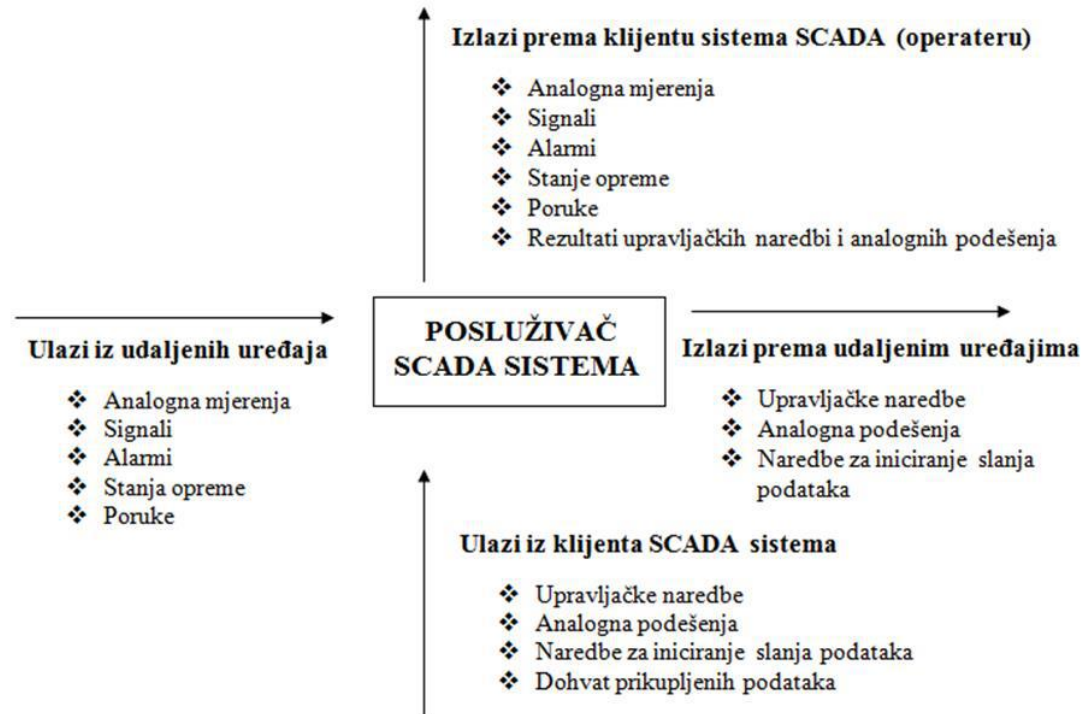 Izlazi prema klijentu sistema SCADA (operateru)
❖ Analogna mjerenja
❖ Signali
❖ Alarmi
❖ Stanje opreme
❖ Poruke
❖ Rezultati upravljačkih naredbi i analognih podešenja
Ulazi iz udaljenih uređaja
❖ Analogna mjerenja
❖ Signali
❖ Alarmi
❖ Stanja opreme
❖ Poruke
POSLUŽIVAČ
SCADA SISTEMA
Izlazi prema udaljenim uređajima
❖ Upravljačke naredbe
❖ Analogna podešenja
❖ Naredbe za iniciranje slanja
podataka
Ulazi iz klijenta SCADA sistema
❖ Upravljačke naredbe
❖ Analogna podešenja
❖ Naredbe za iniciranje slanja podataka
❖ Dohvat prikupljenih podataka